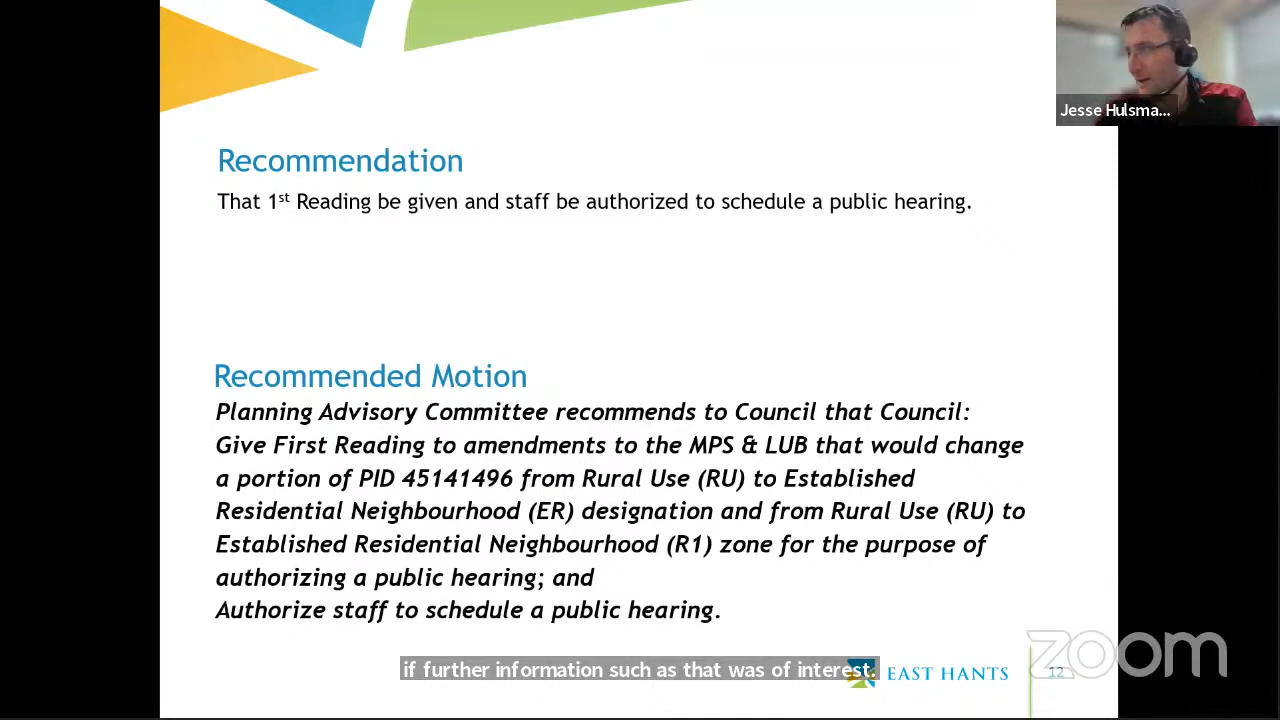 Jesse Hulsma...
Recommendation
That 1st Reading be given and staff be authorized to schedule a public hearing.
Recommended Motion
Planning Advisory Committee recommends to Council that Council:
Give First Reading to amendments to the MPS & LUB that would change
a portion of PID 45141496 from Rural Use (RU) to Established
Residential Neighbourhood (ER) designation and from Rural Use (RU) to
Established Residential Neighbourhood (R1) zone for the purpose of
authorizing a public hearing; and
Authorize staff to schedule a public hearing.
if further information such as that was of interest.
EAST HANTS
12
zoom